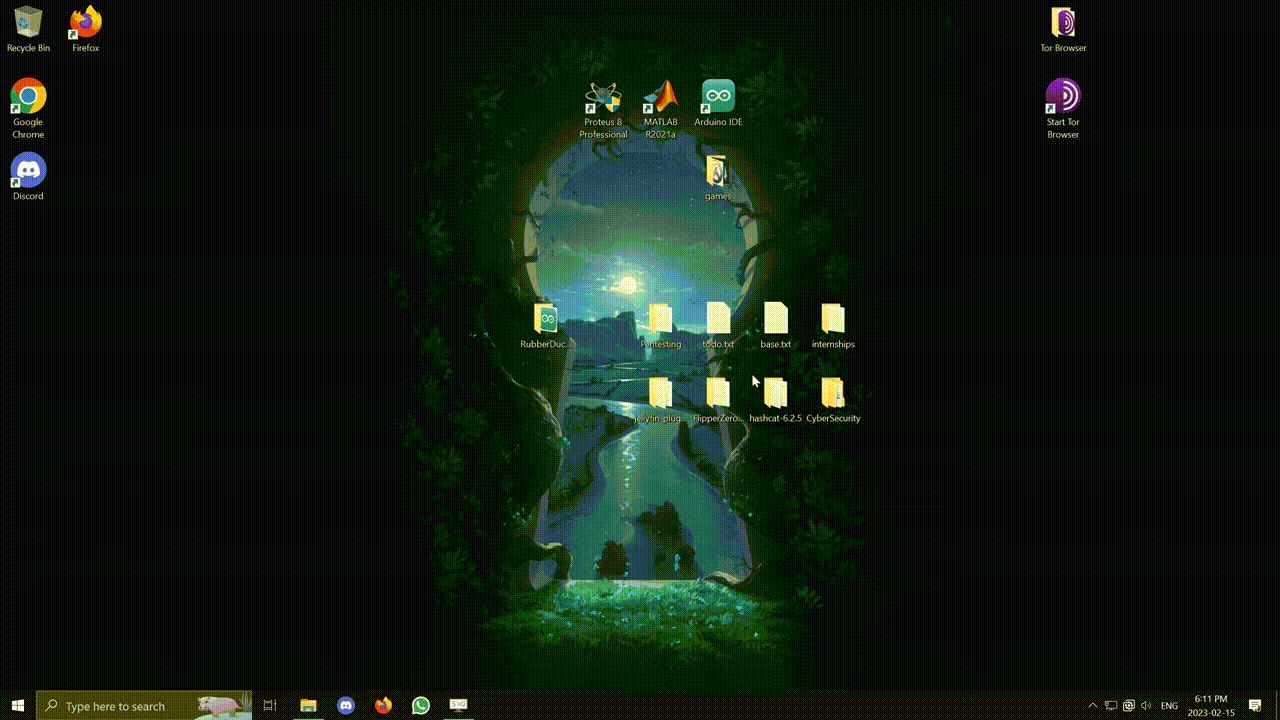 Recycle Bin
Firefox
Tor Browser
Google
Chrome
Proteus 8
Professional
MATLAB
R2021a
Arduino IDE
Start Tor
Browser
Discord
games
RubberDuc...
Pentesting
todo.txt
base.txt
internships
jellyfin-plug...
FlipperZero...
hashcat-6.2.5
CyberSecurity
Type here to search
ENG
6:11 PM
2023-02-15